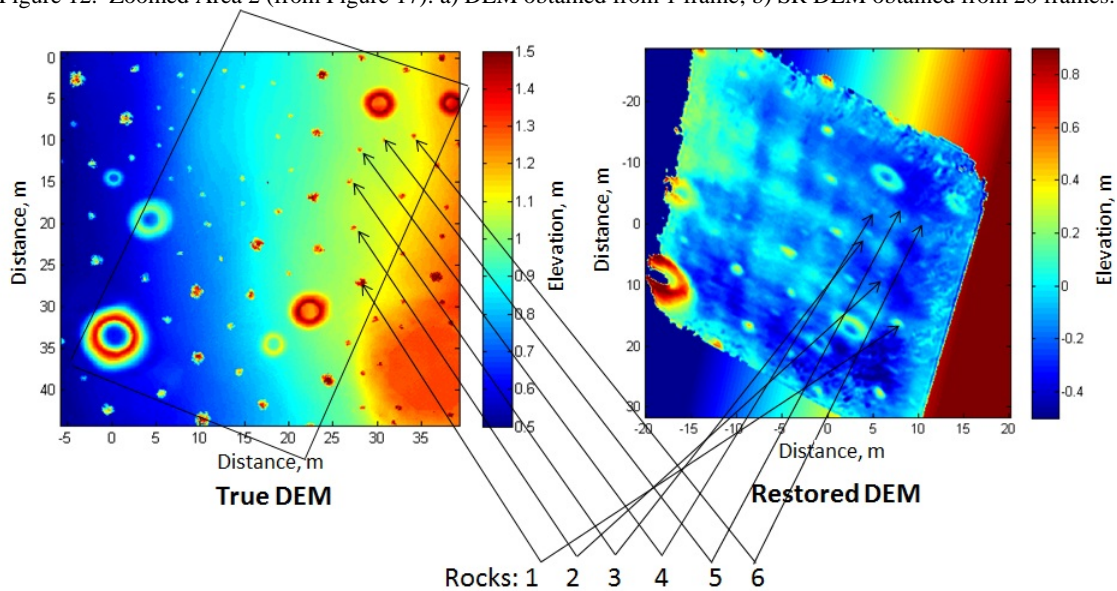 Figure 12. Zoomed Area 2 (from Figure 17): a) DEM obtained from 1 frame; b) SR DEM obtained from 20 frames.
0
5
10
15
20
25
30
35
40
Distance, m
-5 0 5 10 15 20 25 30 35
Distance, m
1.5
1.4
1.3
1.2
1.1
1
0.9
0.8
0.7
0.6
0.5
Elevation, m
True DEM
-20
-10
0
10
20
30
Distance, m
-20 -15 -10 -5 0 5 10 15 20
Distance, m
0.8
0.6
0.4
0.2
0
-0.2
-0.4
Elevation, m
Restored DEM
Rocks: 1 2 3 4 5 6